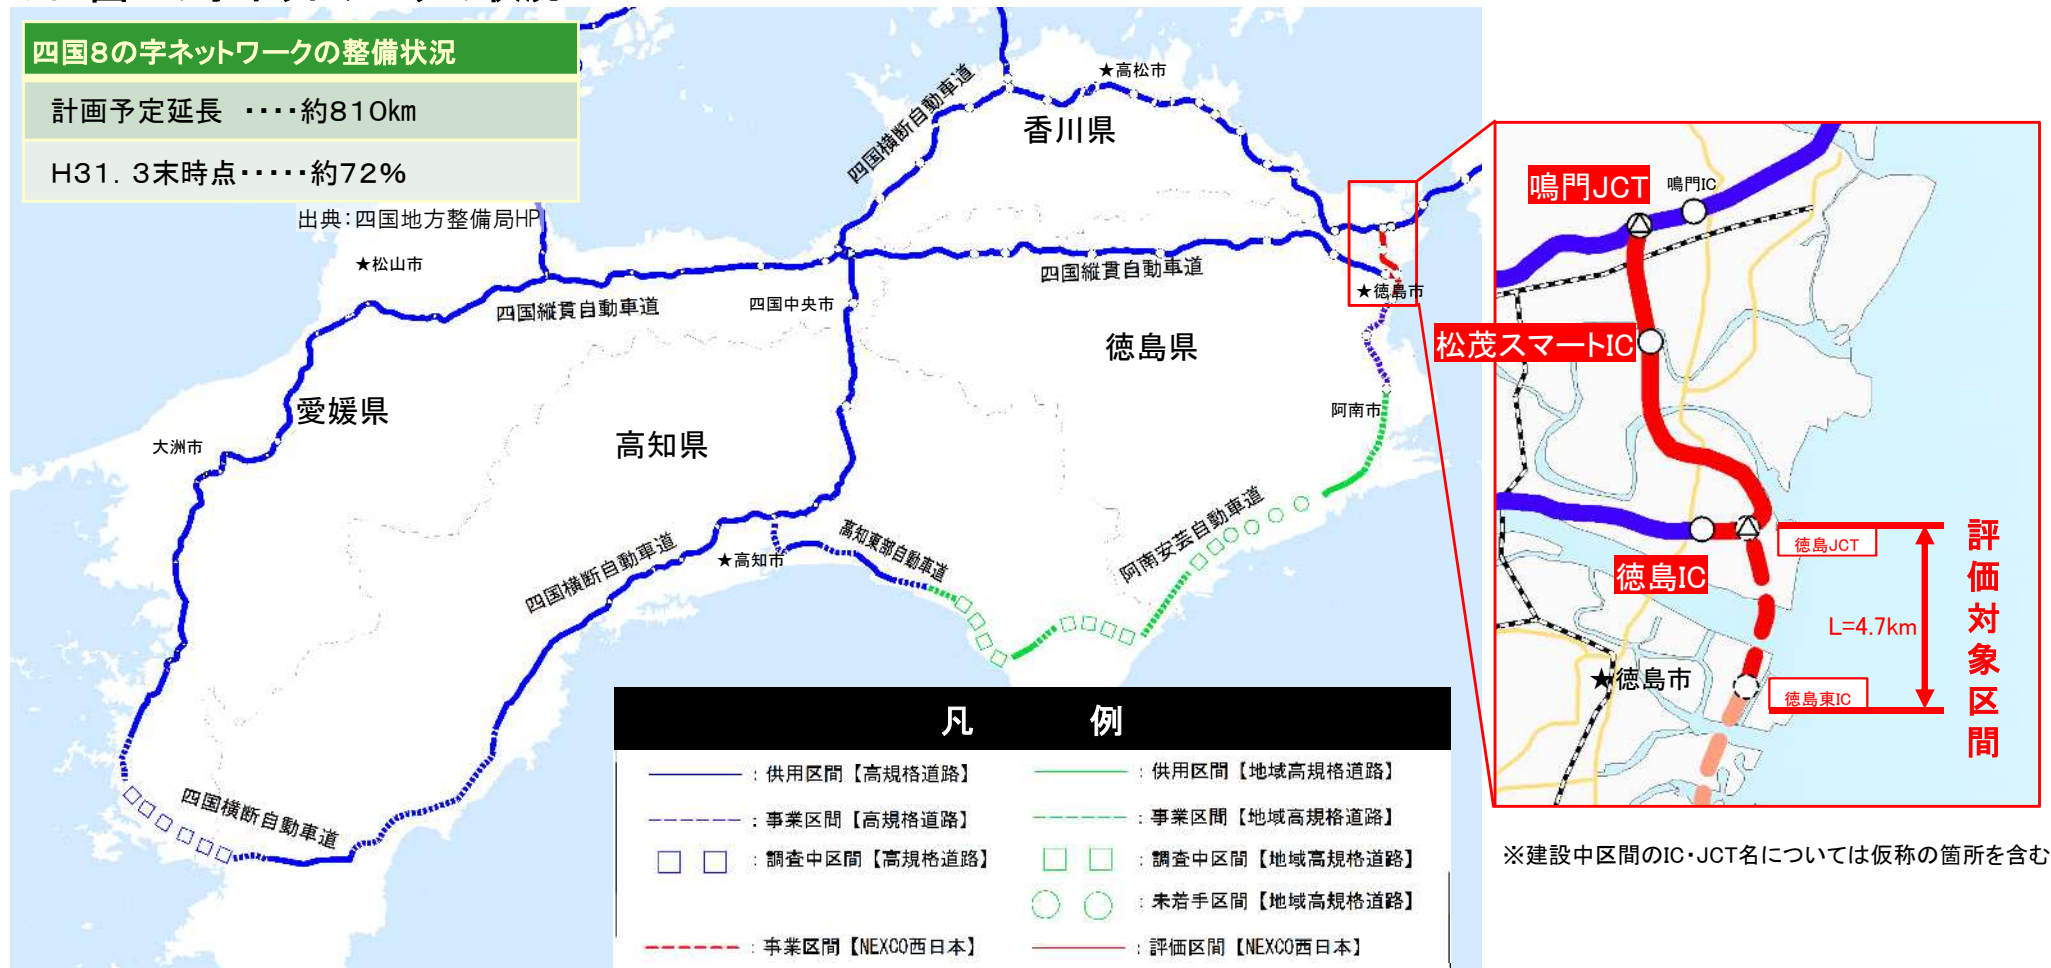 四国8の字ネットワークの整備状況
計画予定延長 ････約810km
H31．3末時点･････約72%
出典：四国地方整備局HP
★松山市
四国縦貫自動車道
四国中央市
愛媛県
大洲市
高知県
四国横断自動車道
★高松市
香川県
四国縦貫自動車道
★徳島市
徳島県
阿南市
高知東部自動車道
★高知市
四国横断自動車道
阿南安芸自動車道
四国横断自動車道
凡 例
：供用区間【高規格道路】
：供用区間【地域高規格道路】
：事業区間【高規格道路】
：事業区間【地域高規格道路】
：調査中区間【高規格道路】
：調査中区間【地域高規格道路】
：未着手区間【地域高規格道路】
：事業区間【NEXCO西日本】
：評価区間【NEXCO西日本】
鳴門JCT
鳴門IC
松茂スマートIC
徳島JCT
徳島IC
L=4.7km
★徳島市
徳島東IC
評価対象区間
※建設中区間のIC･JCT名については仮称の箇所を含む